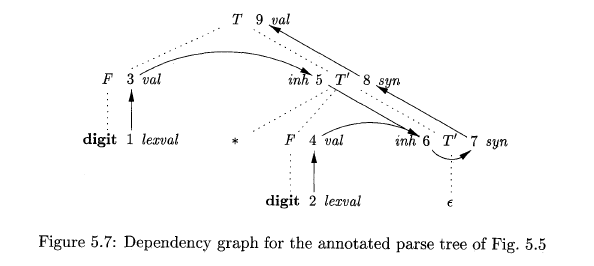 T 9 val
F 3 val inh 5 T′ 8 syn
digit 1 lexval * F 4 val inh 6 T′ 7 syn
digit 2 lexval ϵ
Figure 5.7: Dependency graph for the annotated parse tree of Fig. 5.5